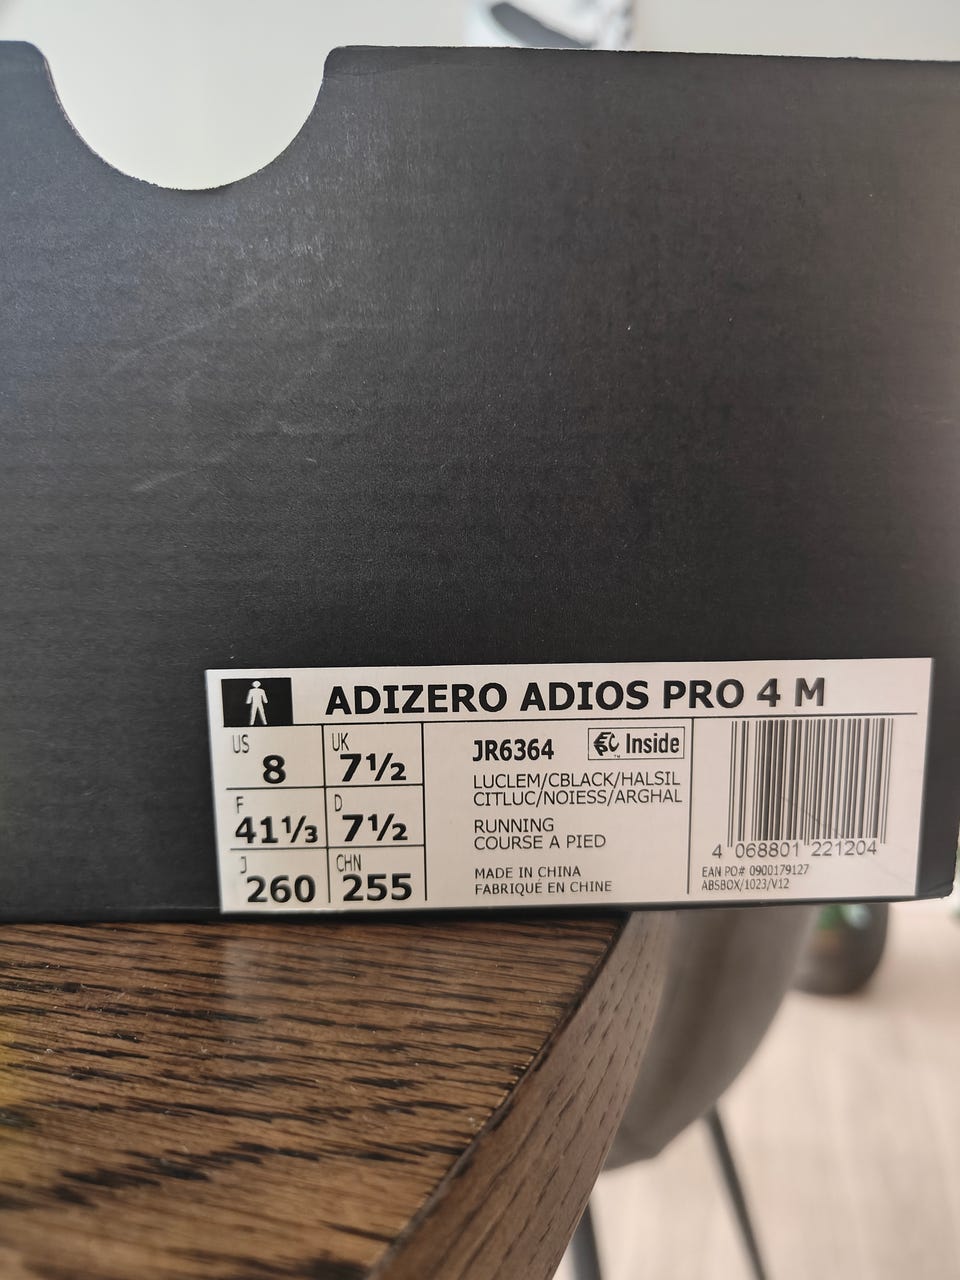 ADIZERO ADIOS PRO 4 M
US 8 UK 7½
F 41⅓ D 7½
J 260 CHN 255
JR6364 Inside
LUCLEM/CBLACK/HALSIL
CITLUC/NOIESS/ARGHAL
RUNNING
COURSE A PIED
MADE IN CHINA
FABRIQUÉ EN CHINE
4 068801 221204
EAN PO# 0900179127
ABSBOX/1023/V12